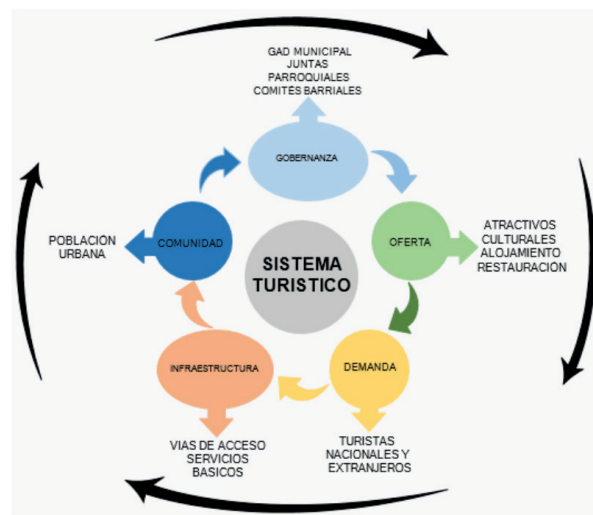 GAD MUNICIPAL
JUNTAS
PARROQUIALES
COMITÉS BARRIALES
GOBERNANZA
OFERTA
ATRACTIVOS
CULTURALES
ALOJAMIENTO
RESTAURACIÓN
DEMANDA
TURISTAS
NACIONALES Y
EXTRANJEROS
INFRAESTRUCTURA
VIAS DE ACCESO
SERVICIOS
BASICOS
COMUNIDAD
POBLACIÓN
URBANA
SISTEMA
TURISTICO